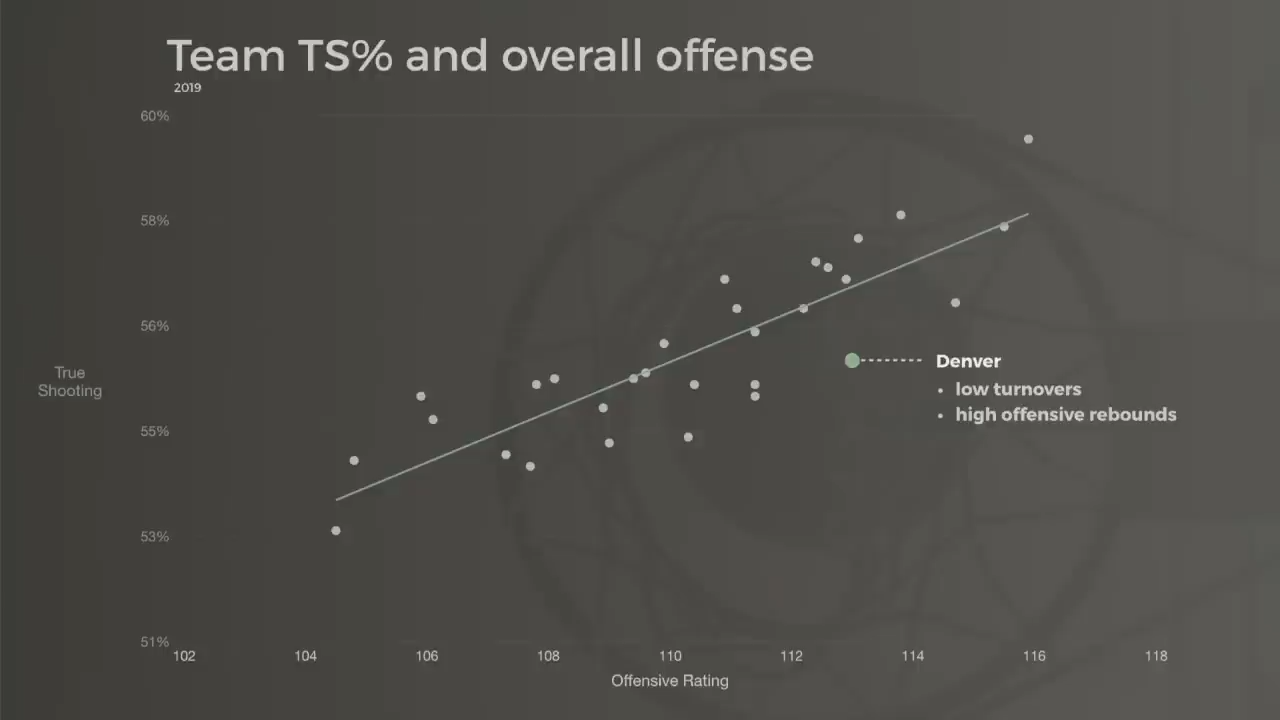 Team TS% and overall offense
2019
60%
58%
56%
True
Shooting
55%
53%
51%
Denver
• low turnovers
• high offensive rebounds
102 104 106 108 110 112 114 116 118
Offensive Rating